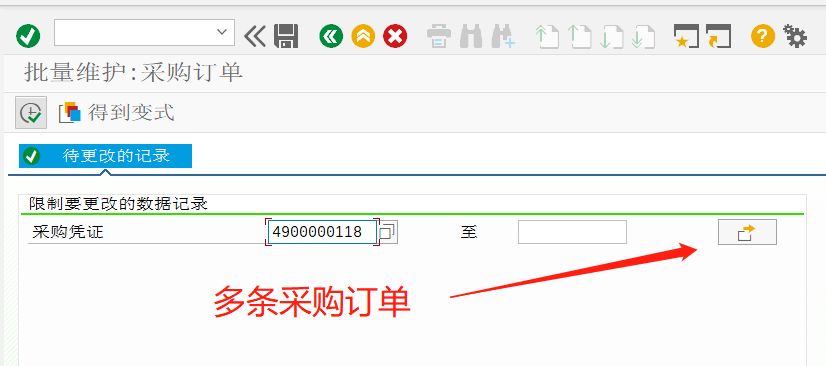 批量维护:采购订单
得到变式
待更改的记录
限制要更改的数据记录
采购凭证 4900000118 至
多条采购订单